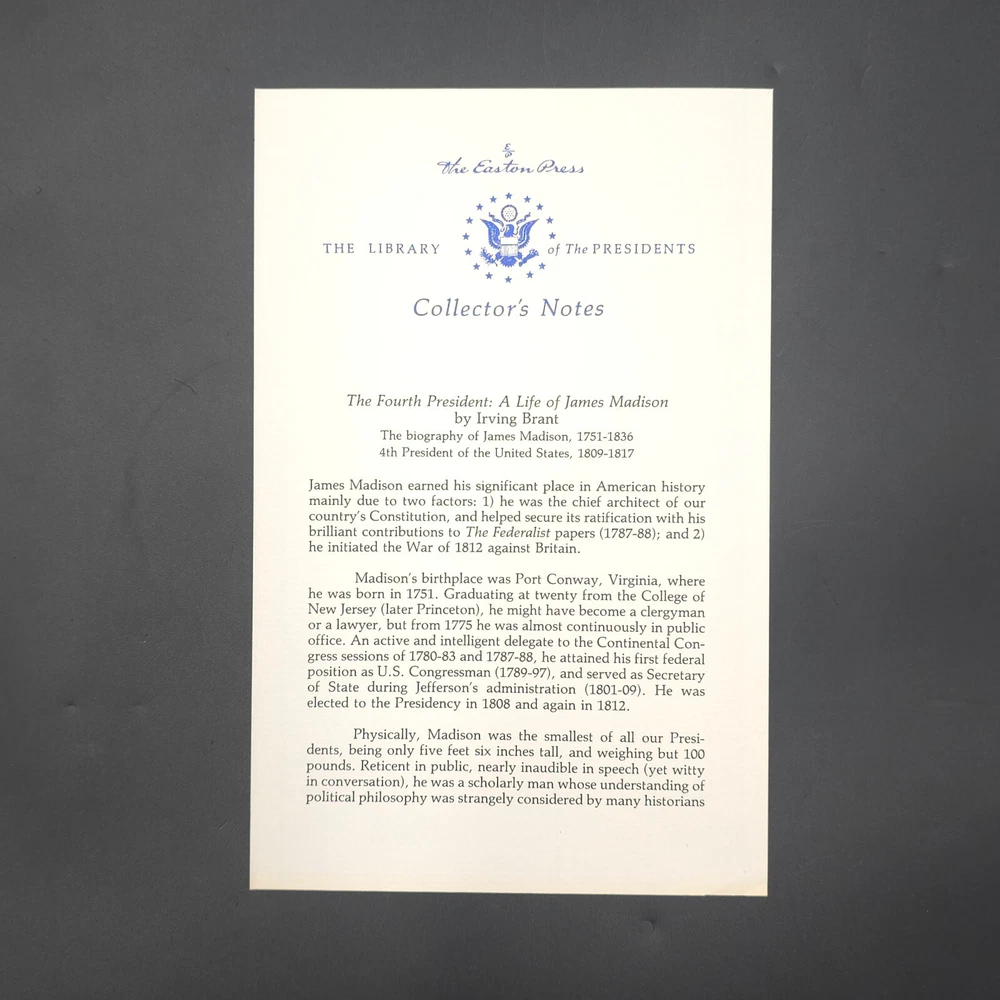 E
P
The Easton Press
THE LIBRARY of The PRESIDENTS
Collector's Notes
The Fourth President: A Life of James Madison
by Irving Brant
The biography of James Madison, 1751-1836
4th President of the United States, 1809-1817
James Madison earned his significant place in American history
mainly due to two factors: 1) he was the chief architect of our
country's Constitution, and helped secure its ratification with his
brilliant contributions to The Federalist papers (1787-88); and 2)
he initiated the War of 1812 against Britain.
Madison's birthplace was Port Conway, Virginia, where
he was born in 1751. Graduating at twenty from the College of
New Jersey (later Princeton), he might have become a clergyman
or a lawyer, but from 1775 he was almost continuously in public
office. An active and intelligent delegate to the Continental Con-
gress sessions of 1780-83 and 1787-88, he attained his first federal
position as U.S. Congressman (1789-97), and served as Secretary
of State during Jefferson's administration (1801-09). He was
elected to the Presidency in 1808 and again in 1812.
Physically, Madison was the smallest of all our Presi-
dents, being only five feet six inches tall, and weighing but 100
pounds. Reticent in public, nearly inaudible in speech (yet witty
in conversation), he was a scholarly man whose understanding of
political philosophy was strangely considered by many historians